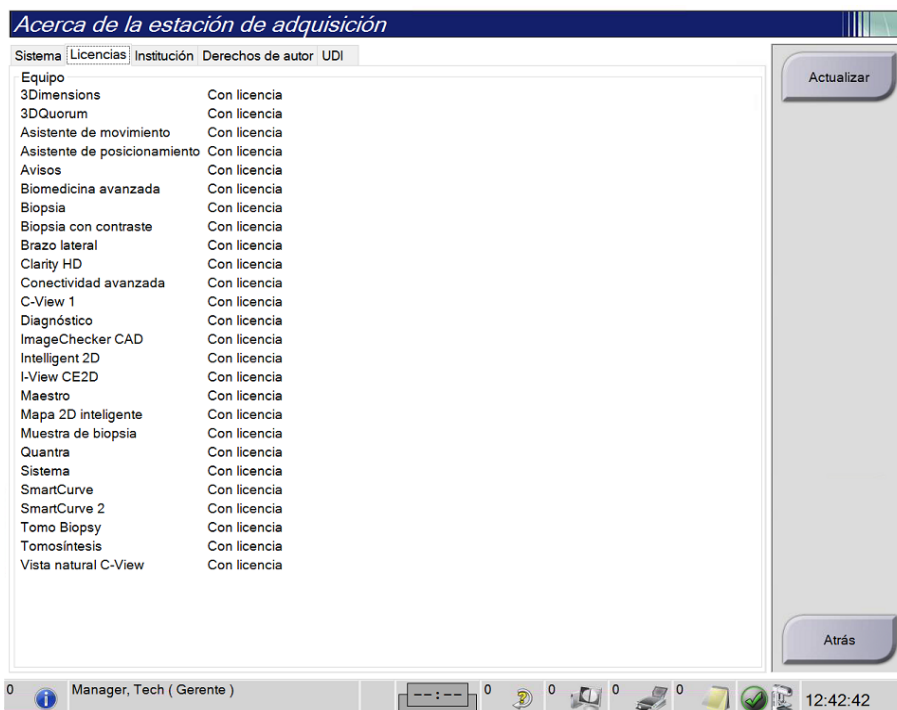 Acerca de la estación de adquisición
Sistema Licencias Institución Derechos de autor UDI
Actualizar
Equipo
3Dimensions Con licencia
3DQuorum Con licencia
Asistente de movimiento Con licencia
Asistente de posicionamiento Con licencia
Avisos Con licencia
Biomedicina avanzada Con licencia
Biopsia Con licencia
Biopsia con contraste Con licencia
Brazo lateral Con licencia
Clarity HD Con licencia
Conectividad avanzada Con licencia
C-View 1 Con licencia
Diagnóstico Con licencia
ImageChecker CAD Con licencia
Intelligent 2D Con licencia
I-View CE2D Con licencia
Maestro Con licencia
Mapa 2D inteligente Con licencia
Muestra de biopsia Con licencia
Quantra Con licencia
Sistema Con licencia
SmartCurve Con licencia
SmartCurve 2 Con licencia
Tomo Biopsy Con licencia
Tomosíntesis Con licencia
Vista natural C-View Con licencia
Atrás
0 Manager, Tech ( Gerente ) --:-- 0 0 0 0 12:42:42